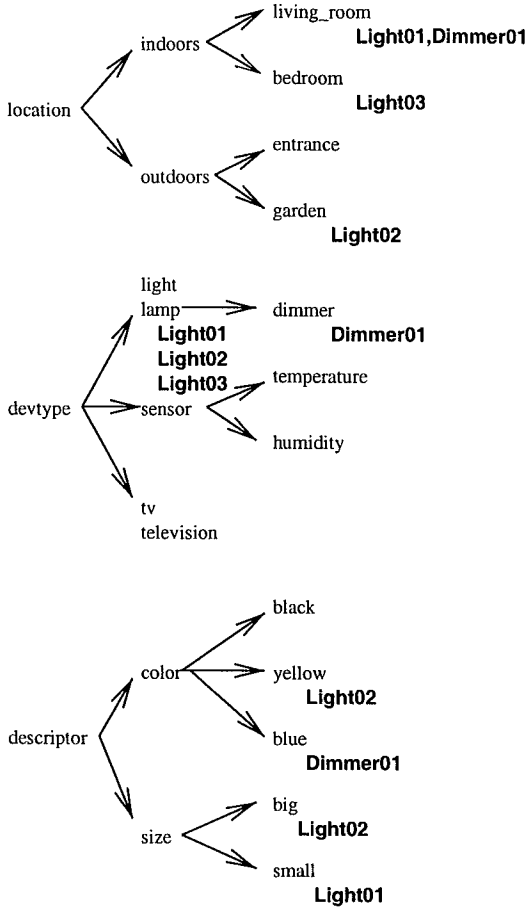 living_room
Light01,Dimmer01
indoors
bedroom
Light03
location
entrance
outdoors
garden
Light02
light
lamp
dimmer
Light01
Dimmer01
Light02
Light03
temperature
devtype
sensor
humidity
tv
television
black
color
yellow
Light02
descriptor
blue
Dimmer01
big
Light02
size
small
Light01